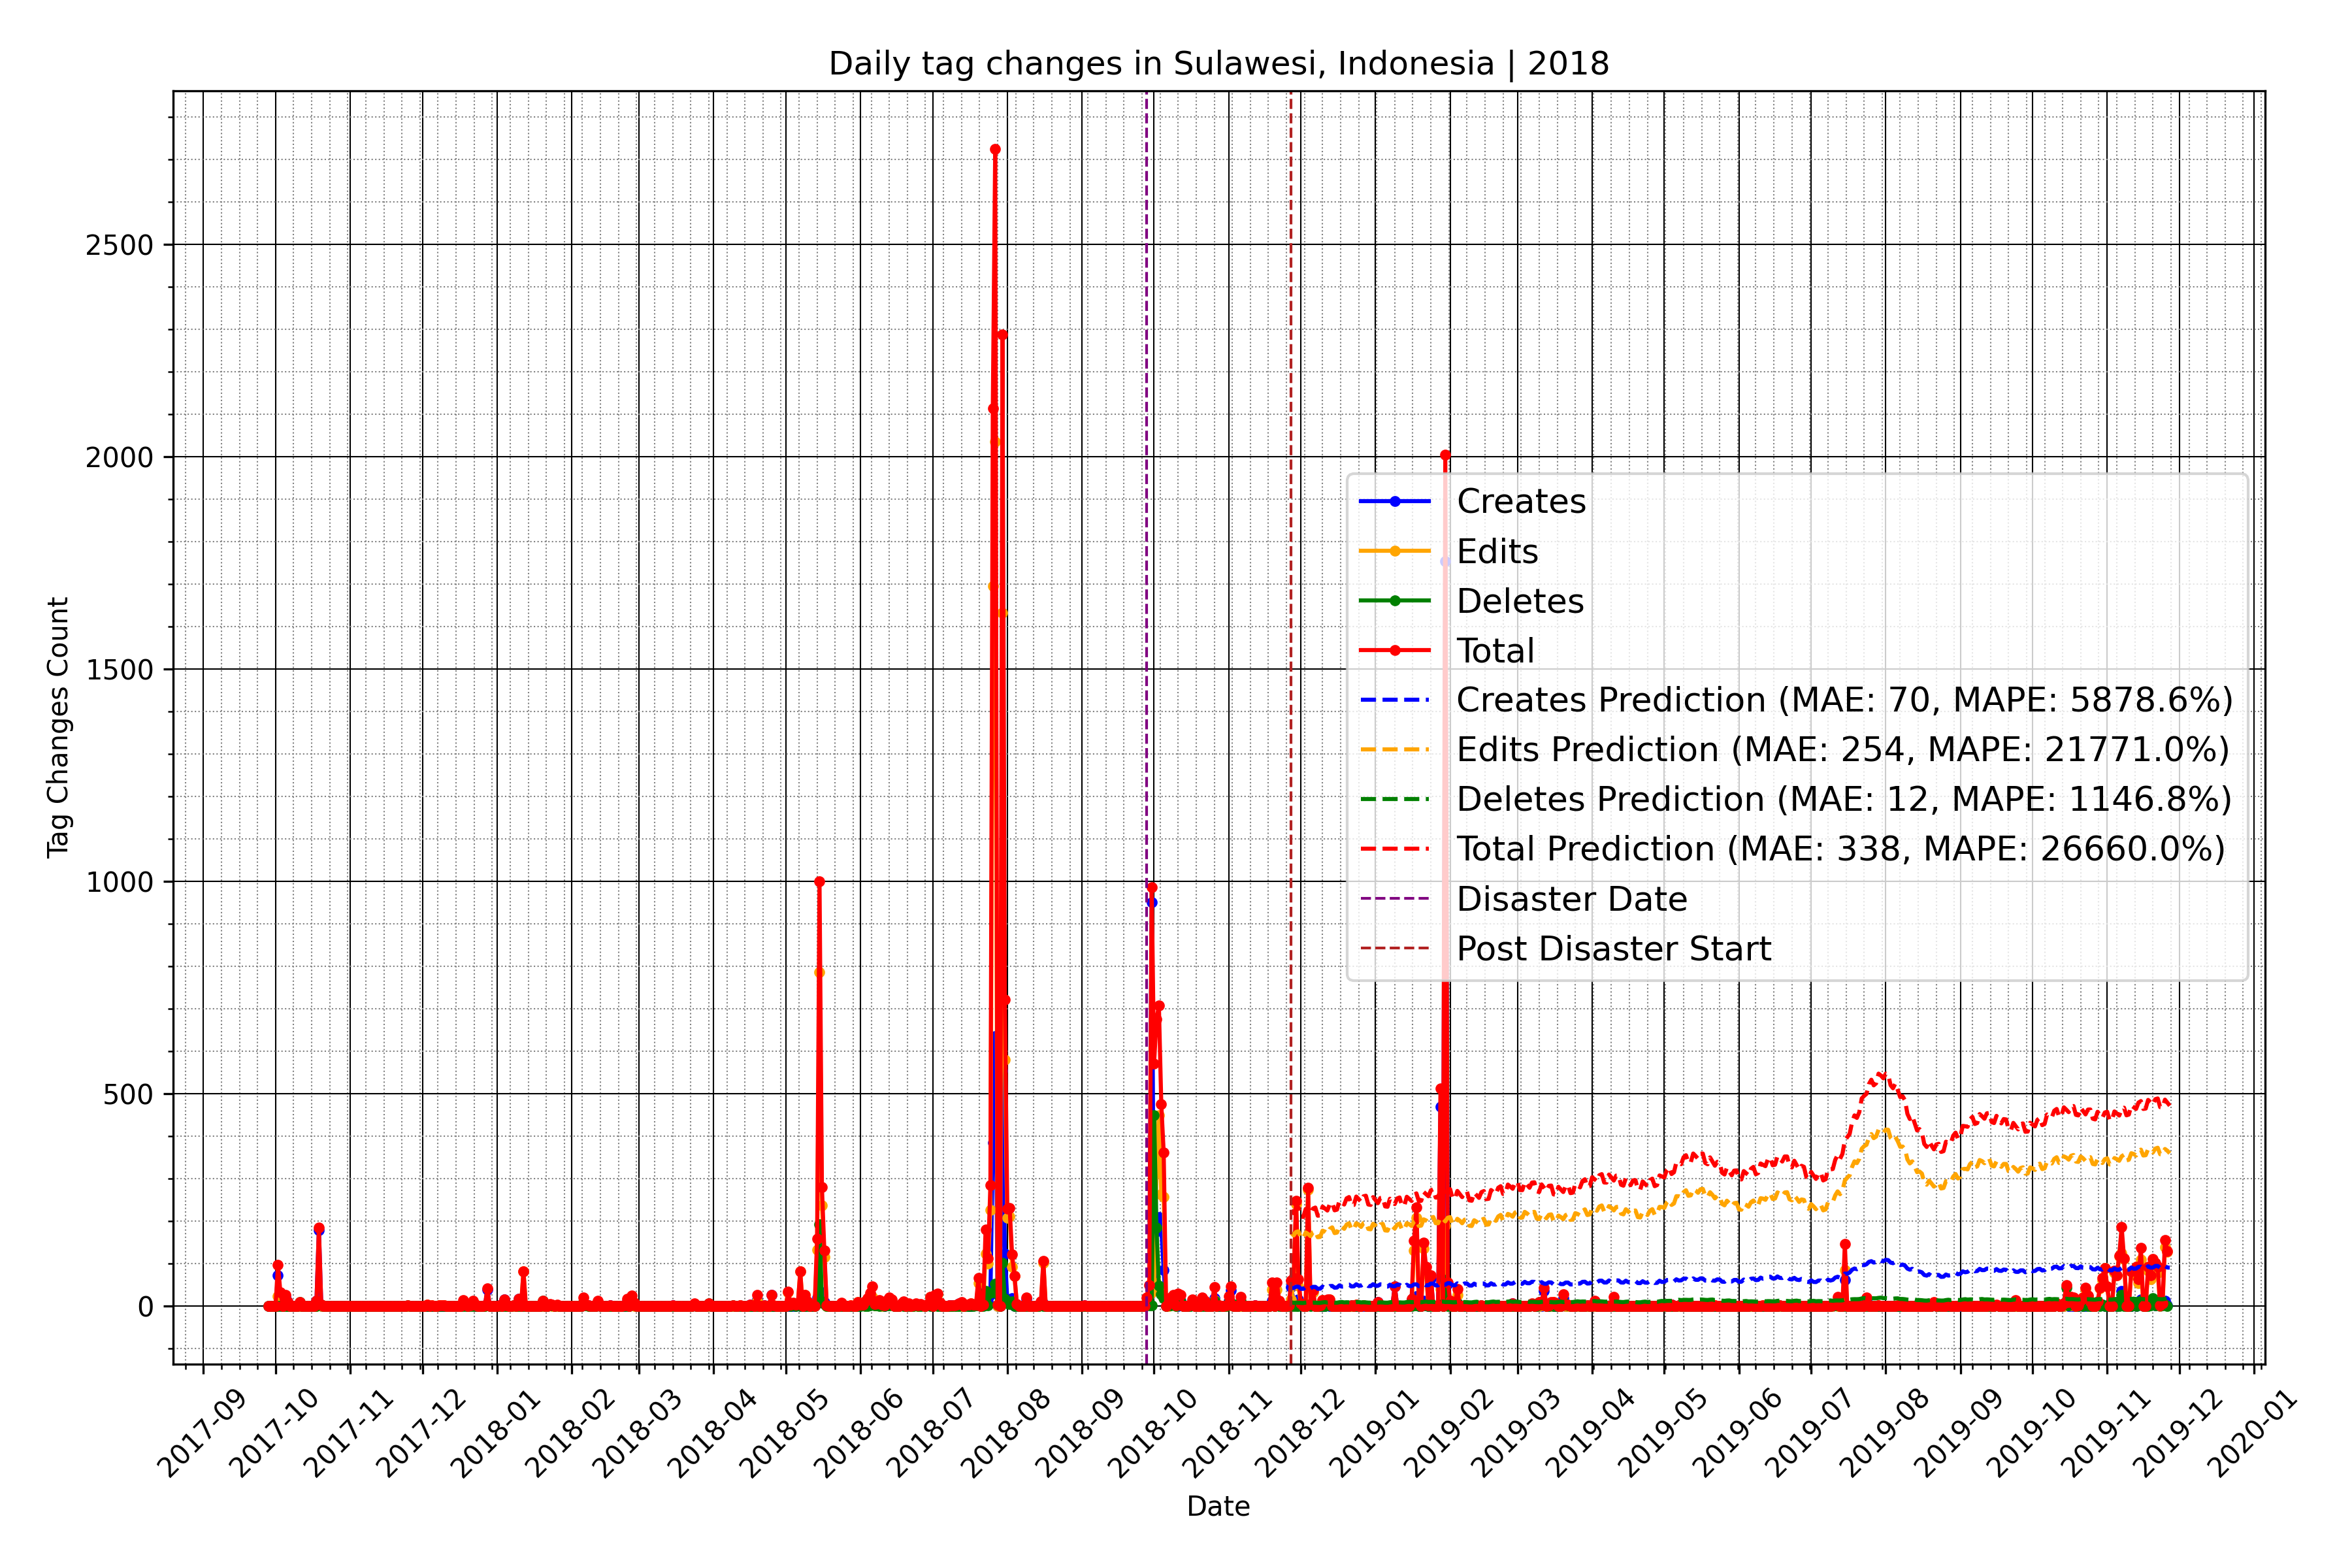 Daily tag changes in Sulawesi, Indonesia | 2018
Tag Changes Count
2500
2000
1500
1000
500
0
Creates
Edits
Deletes
Total
Creates Prediction (MAE: 70, MAPE: 5878.6%)
Edits Prediction (MAE: 254, MAPE: 21771.0%)
Deletes Prediction (MAE: 12, MAPE: 1146.8%)
Total Prediction (MAE: 338, MAPE: 26660.0%)
Disaster Date
Post Disaster Start
2017-09
2017-10
2017-11
2017-12
2018-01
2018-02
2018-03
2018-04
2018-05
2018-06
2018-07
2018-08
2018-09
2018-10
2018-11
2018-12
2019-01
2019-02
2019-03
2019-04
2019-05
2019-06
2019-07
2019-08
2019-09
2019-10
2019-11
2019-12
2020-01
Date